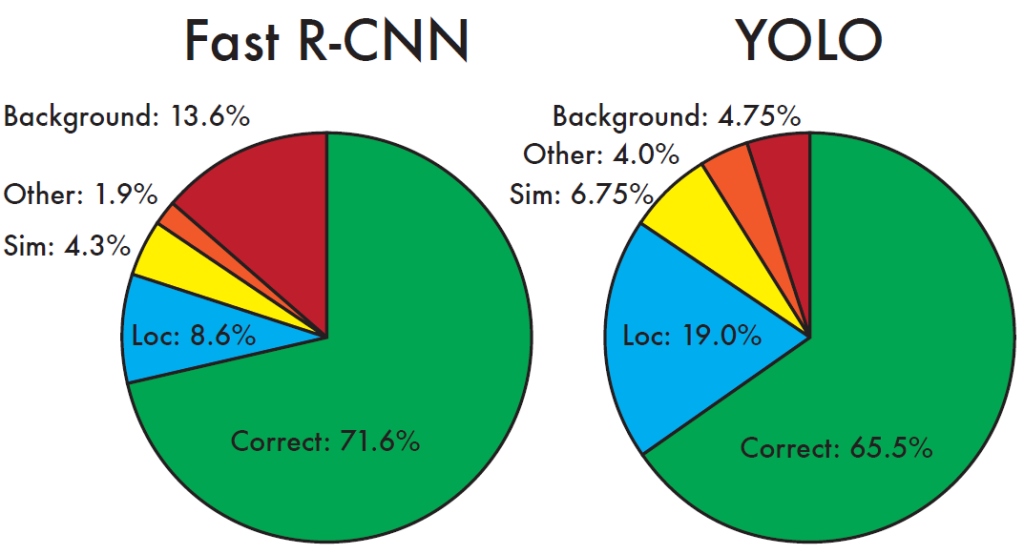 Fast R-CNN
Background: 13.6%
Other: 1.9%
Sim: 4.3%
Loc: 8.6%
Correct: 71.6%
YOLO
Background: 4.75%
Other: 4.0%
Sim: 6.75%
Loc: 19.0%
Correct: 65.5%